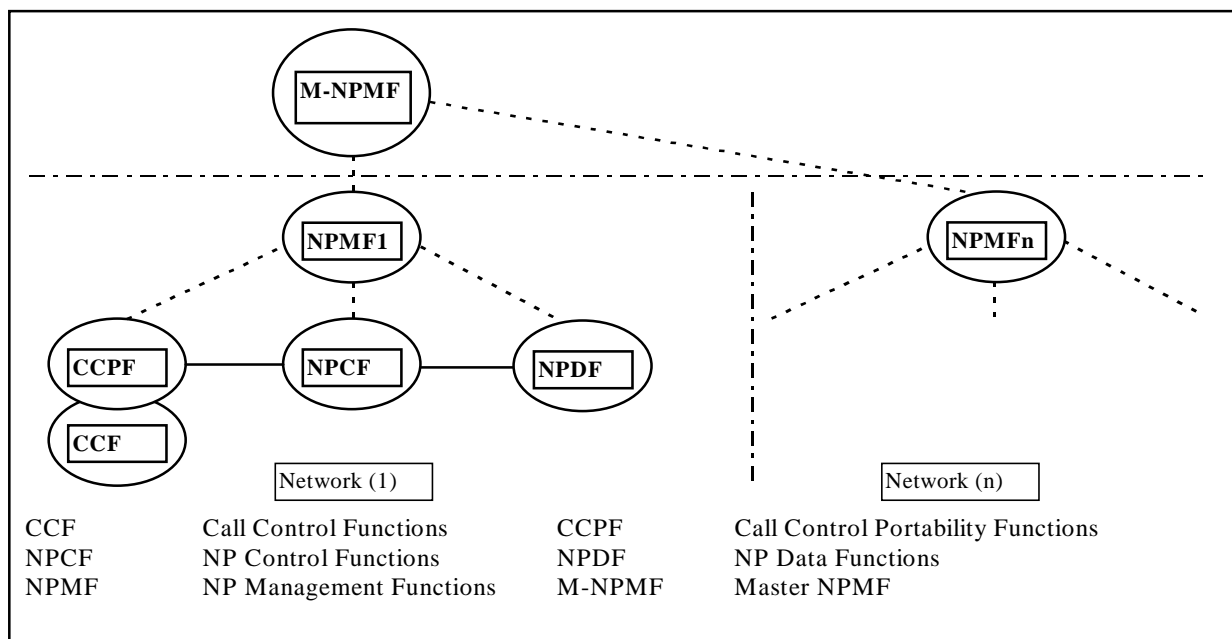 M-NPMF
NPMF1
NPMFn
CCPF
NPCF
NPDF
CCF
Network (1)
Network (n)
CCF Call Control Functions CCPF Call Control Portability Functions
NPCF NP Control Functions NPDF NP Data Functions
NPMF NP Management Functions M-NPMF Master NPMF